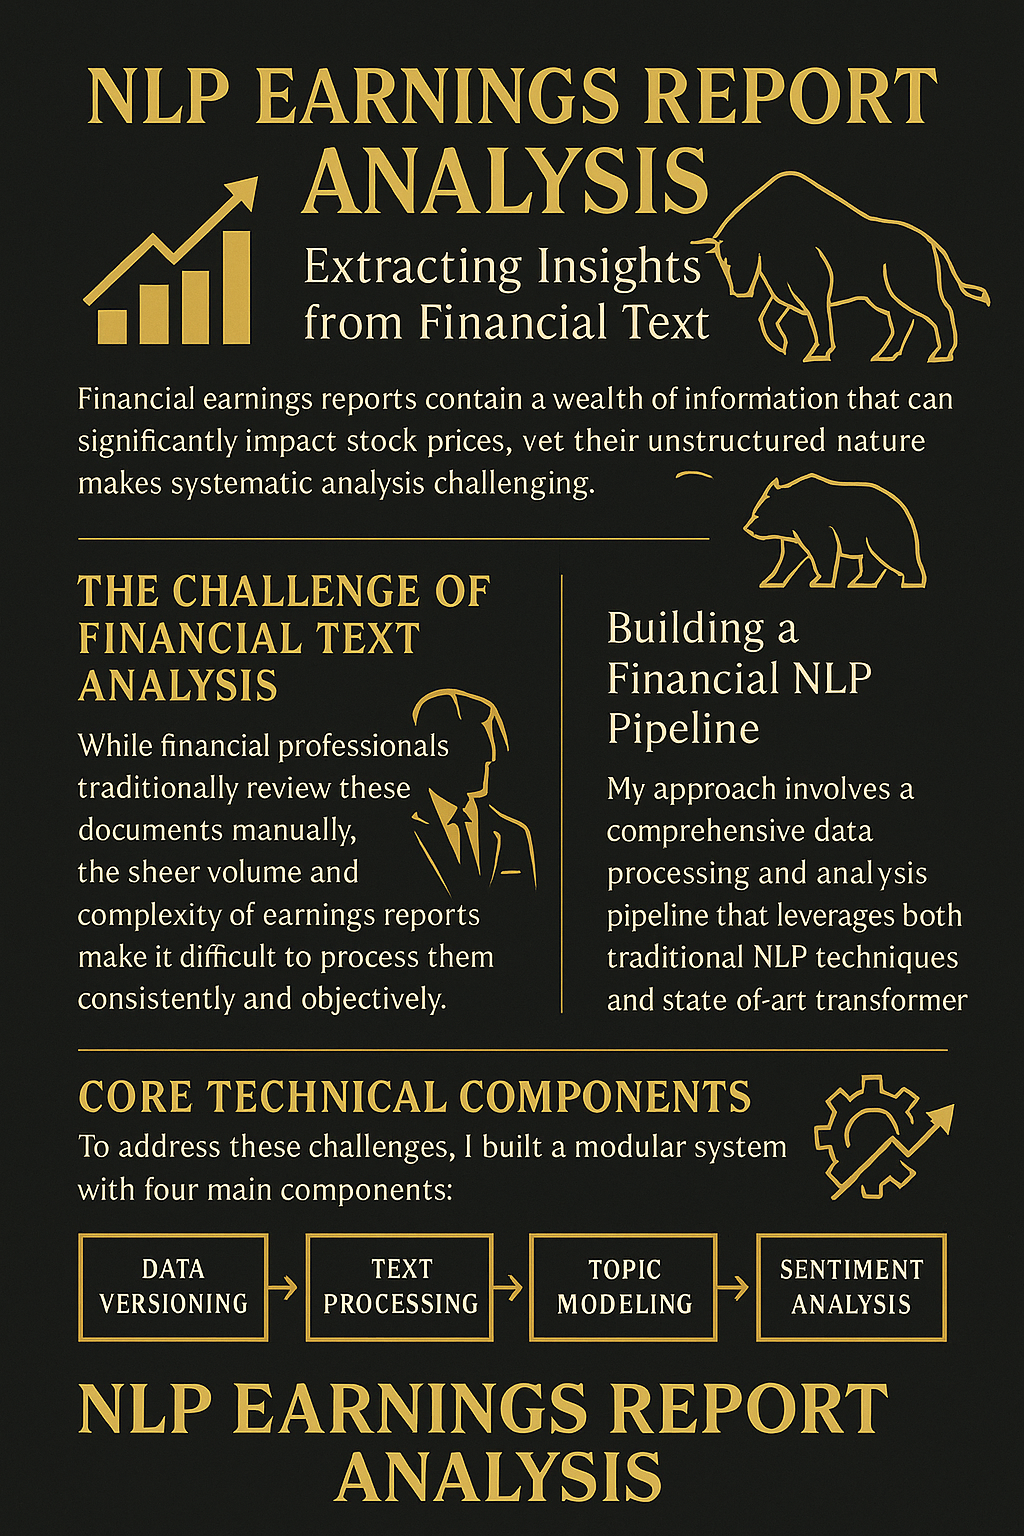 NLP EARNINGS REPORT
ANALYSIS
Extracting Insights
from Financial Text
Financial earnings reports contain a wealth of information that can
significantly impact stock prices, vet their unstructured nature
makes systematic analysis challenging.
THE CHALLENGE OF
FINANCIAL TEXT
ANALYSIS
While financial professionals
traditionally review these
documents manually,
the sheer volume and
complexity of earnings reports
make it difficult to process them
consistently and objectively.
Building a
Financial NLP
Pipeline
My approach involves a
comprehensive data
processing and analysis
pipeline that leverages both
traditional NLP techniques
and state of-art transformer
CORE TECHNICAL COMPONENTS
To address these challenges, I built a modular system
with four main components:
DATA
VERSIONING
TEXT
PROCESSING
TOPIC
MODELING
SENTIMENT
ANALYSIS
NLP EARNINGS REPORT
ANALYSIS